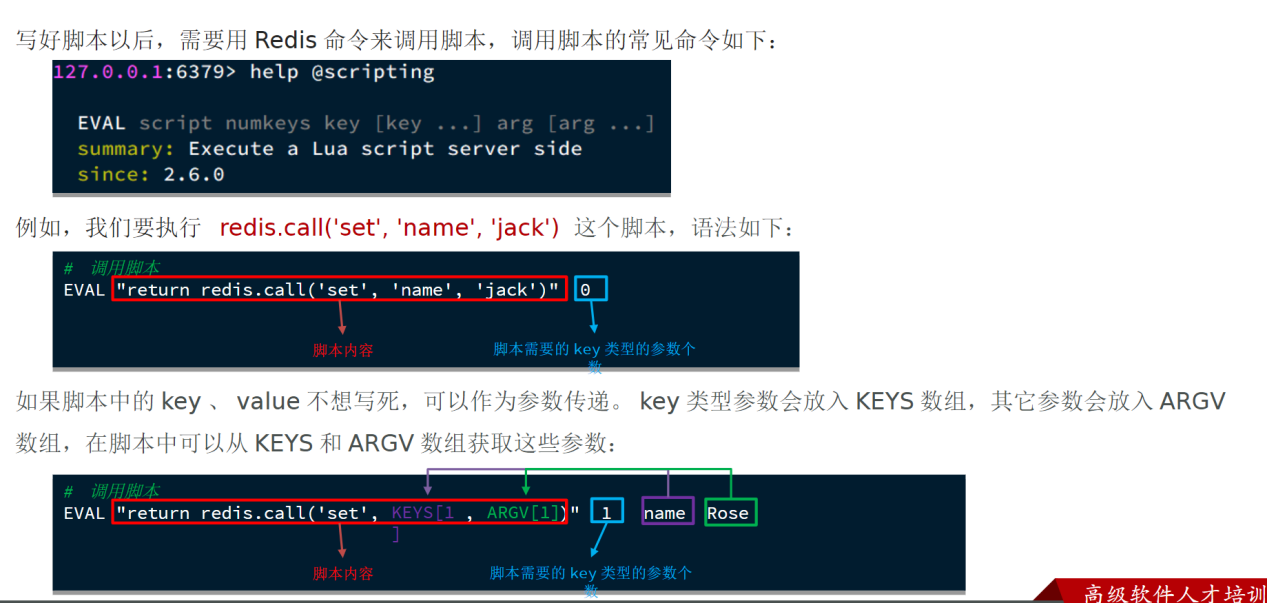 写好脚本以后，需要用 Redis 命令来调用脚本，调用脚本的常见命令如下：
127.0.0.1:6379> help @scripting
EVAL script numkeys key [key ...] arg [arg ...]
summary: Execute a Lua script server side
since: 2.6.0
例如，我们要执行 redis.call('set', 'name', 'jack') 这个脚本，语法如下：
# 调用脚本
EVAL "return redis.call('set', 'name', 'jack')" 0
脚本内容
脚本需要的 key 类型的参数个
数
如果脚本中的 key 、 value 不想写死，可以作为参数传递。 key 类型参数会放入 KEYS 数组，其它参数会放入 ARGV
数组，在脚本中可以从 KEYS 和 ARGV 数组获取这些参数：
# 调用脚本
EVAL "return redis.call('set', KEYS[1 , ARGV[1])" 1 name Rose
]
脚本内容
脚本需要的 key 类型的参数个
数
高级软件人才培训